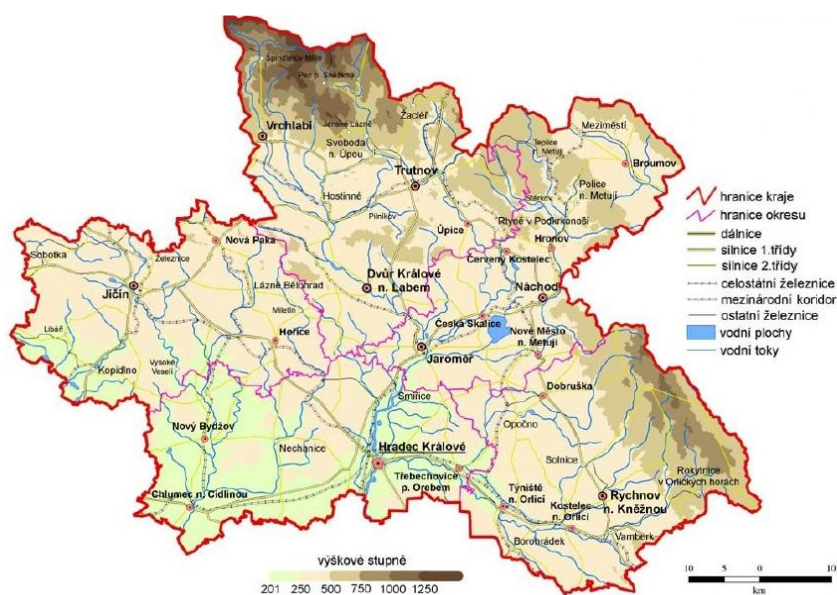 Špindlerův Mlýn
Pec p. Sněžkou
Žacléř
Vrchlabí
Janské Lázně
Svoboda
n. Úpou
Meziměstí
Teplice
n. Metují
Broumov
Trutnov
Hostinné
Police
n. Metují
Stárkov
Pilníkov
Úpice
Rtyně v Podkrkonoší
Hronov
Nová Paka
Červený Kostelec
Sobotka
Železnice
Jičín
Lázně Bělohrad
Dvůr Králové
n. Labem
Náchod
Miletín
Libáň
Hořice
Česká Skalice
Nové Město
n. Metují
Jaroměř
Kopidlno
Vysoké
Veselí
Smiřice
Dobruška
Nový Bydžov
Opočno
Nechanice
Hradec Králové
Solnice
Rokytnice
v Orlických horách
Třebechovice
p. Orebem
Týniště
n. Orlicí
Rychnov
n. Kněžnou
Chlumec n. Cidlinou
Kostelec
n. Orlicí
Vamberk
Borohrádek
hranice kraje
hranice okresu
dálnice
silnice 1.třídy
silnice 2.třídy
celostátní železnice
mezinárodní koridor
ostatní železnice
vodní plochy
vodní toky
výškové stupně
201 250 500 750 1000 1250
10 5 0 10
km